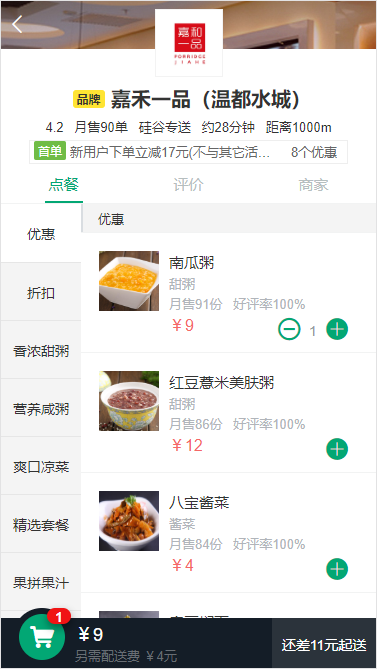 嘉和
一品
PORRIDGE
JIAHE
品牌 嘉禾一品（温都水城）
4.2 月售90单 硅谷专送 约28分钟 距离1000m
首单 新用户下单立减17元(不与其它活... 8个优惠
点餐 评价 商家
优惠
折扣
香浓甜粥
营养咸粥
爽口凉菜
精选套餐
果拼果汁
优惠
南瓜粥
甜粥
月售91份 好评率100%
￥9
1
红豆薏米美肤粥
甜粥
月售86份 好评率100%
￥12
八宝酱菜
酱菜
月售84份 好评率100%
￥4
1
￥9
另需配送费 ￥4元
还差11元起送